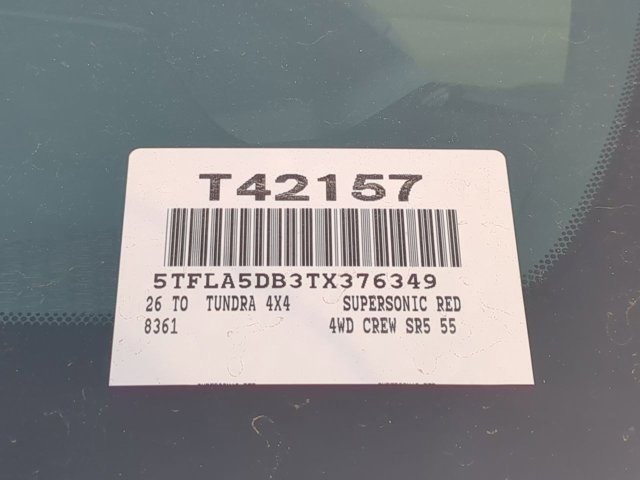 T42157
5TFLA5DB3TX376349
26 TO TUNDRA 4X4 SUPERSONIC RED
8361 4WD CREW SR5 55